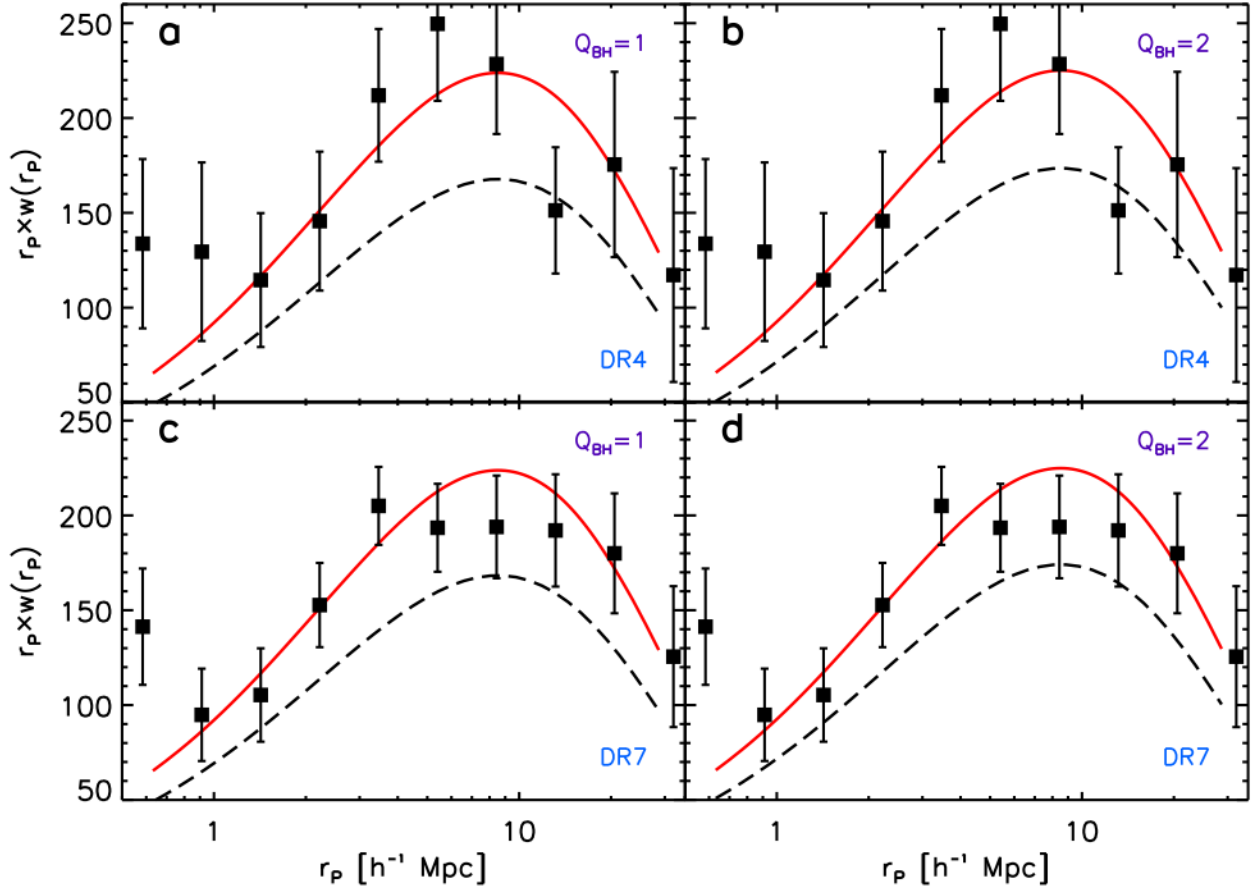 a
Q_BH=1
b
Q_BH=2
250
200
150
100
50
r_P×w(r_P)
DR4
DR4
c
Q_BH=1
d
Q_BH=2
250
200
150
100
50
r_P×w(r_P)
DR7
DR7
1 10
1 10
r_P [h⁻¹ Mpc]
r_P [h⁻¹ Mpc]